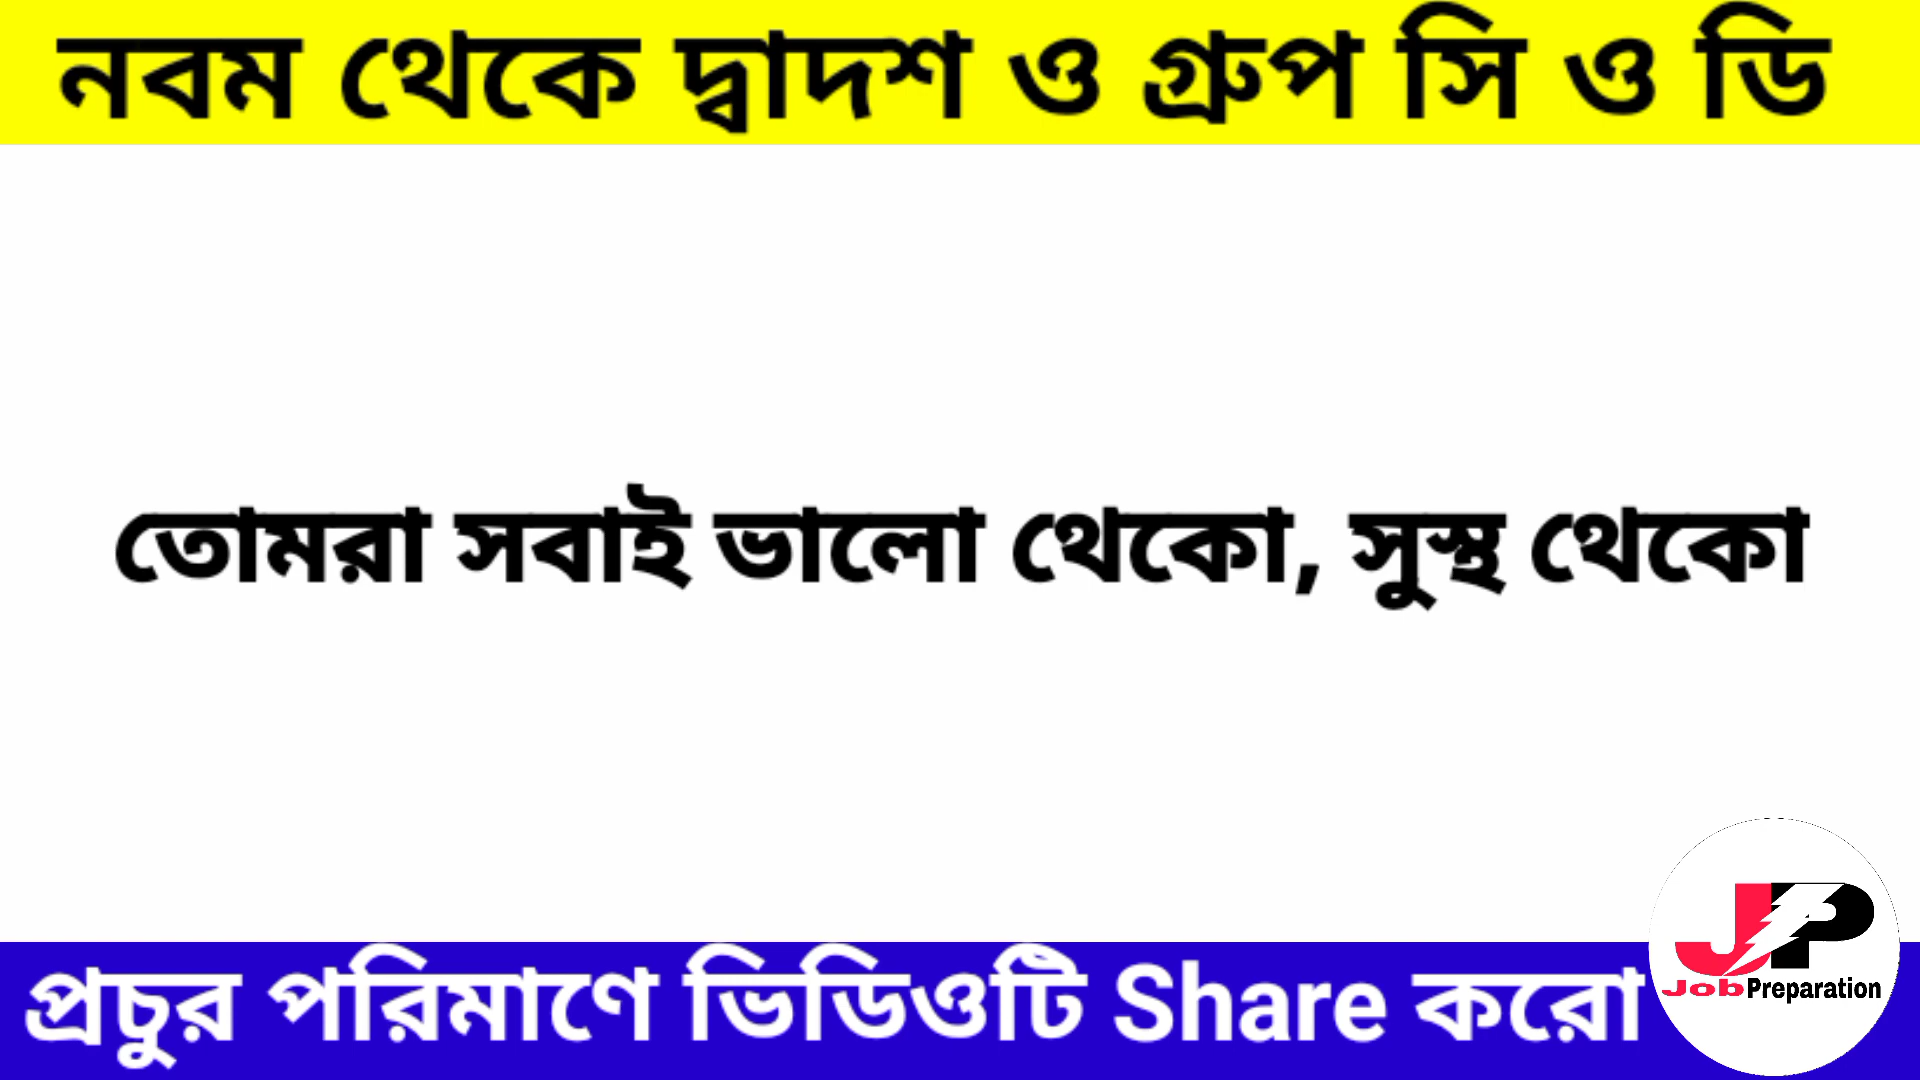 নবম থেকে দ্বাদশ ও গ্রুপ সি ও ডি
তোমরা সবাই ভালো থেকো, সুস্থ থেকো
প্রচুর পরিমাণে ভিডিওটি Share করো
JP
Job Preparation